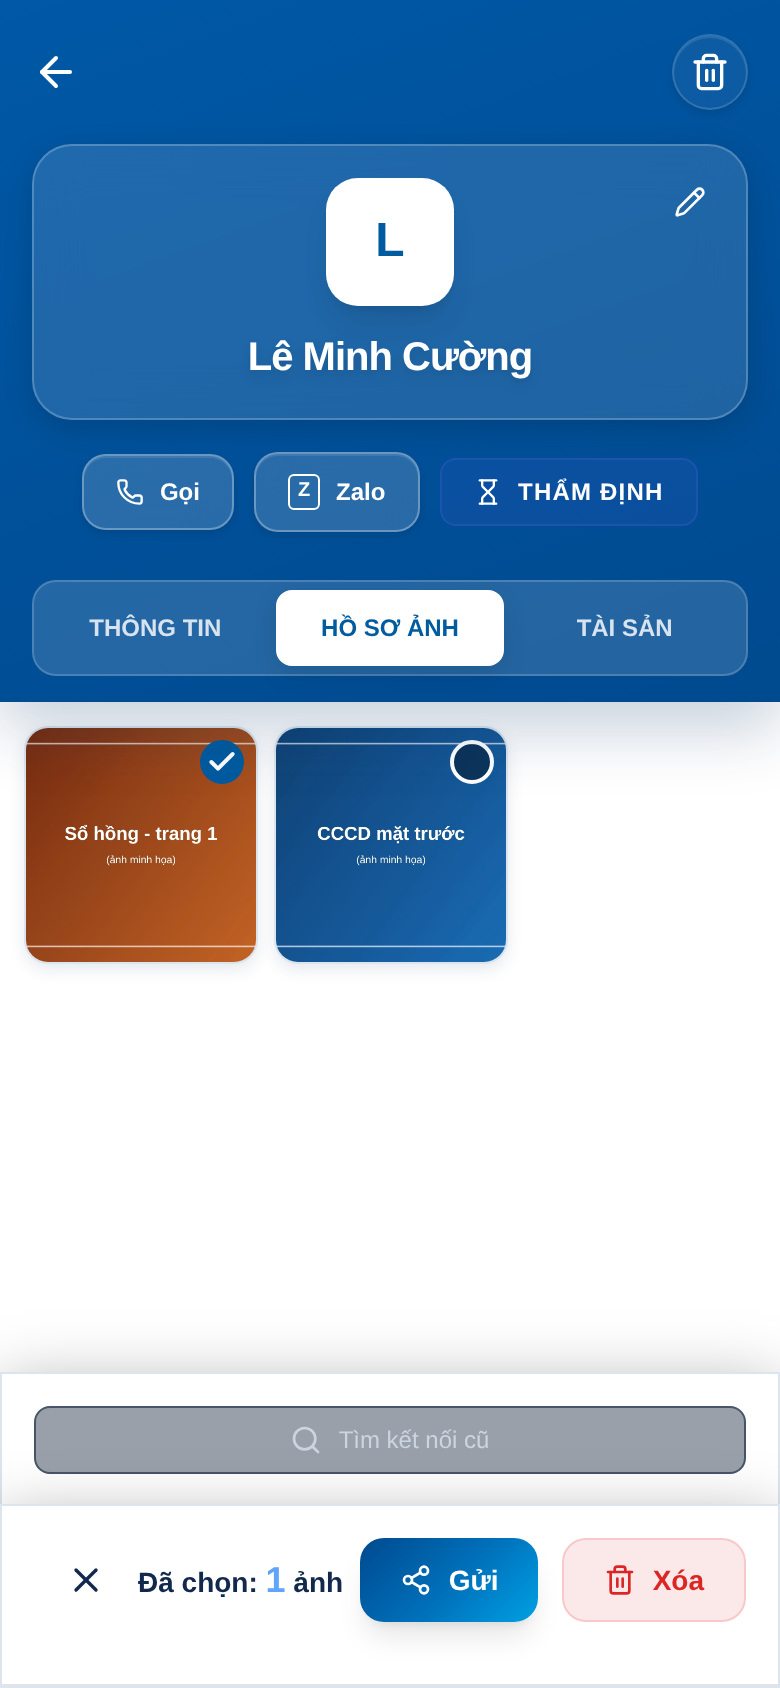 L
Lê Minh Cường
Gọi
Z Zalo
THẨM ĐỊNH
THÔNG TIN
HỒ SƠ ẢNH
TÀI SẢN
Sổ hồng - trang 1
(ảnh minh họa)
CCCD mặt trước
(ảnh minh họa)
Tìm kết nối cũ
Đã chọn: 1 ảnh
Gửi
Xóa